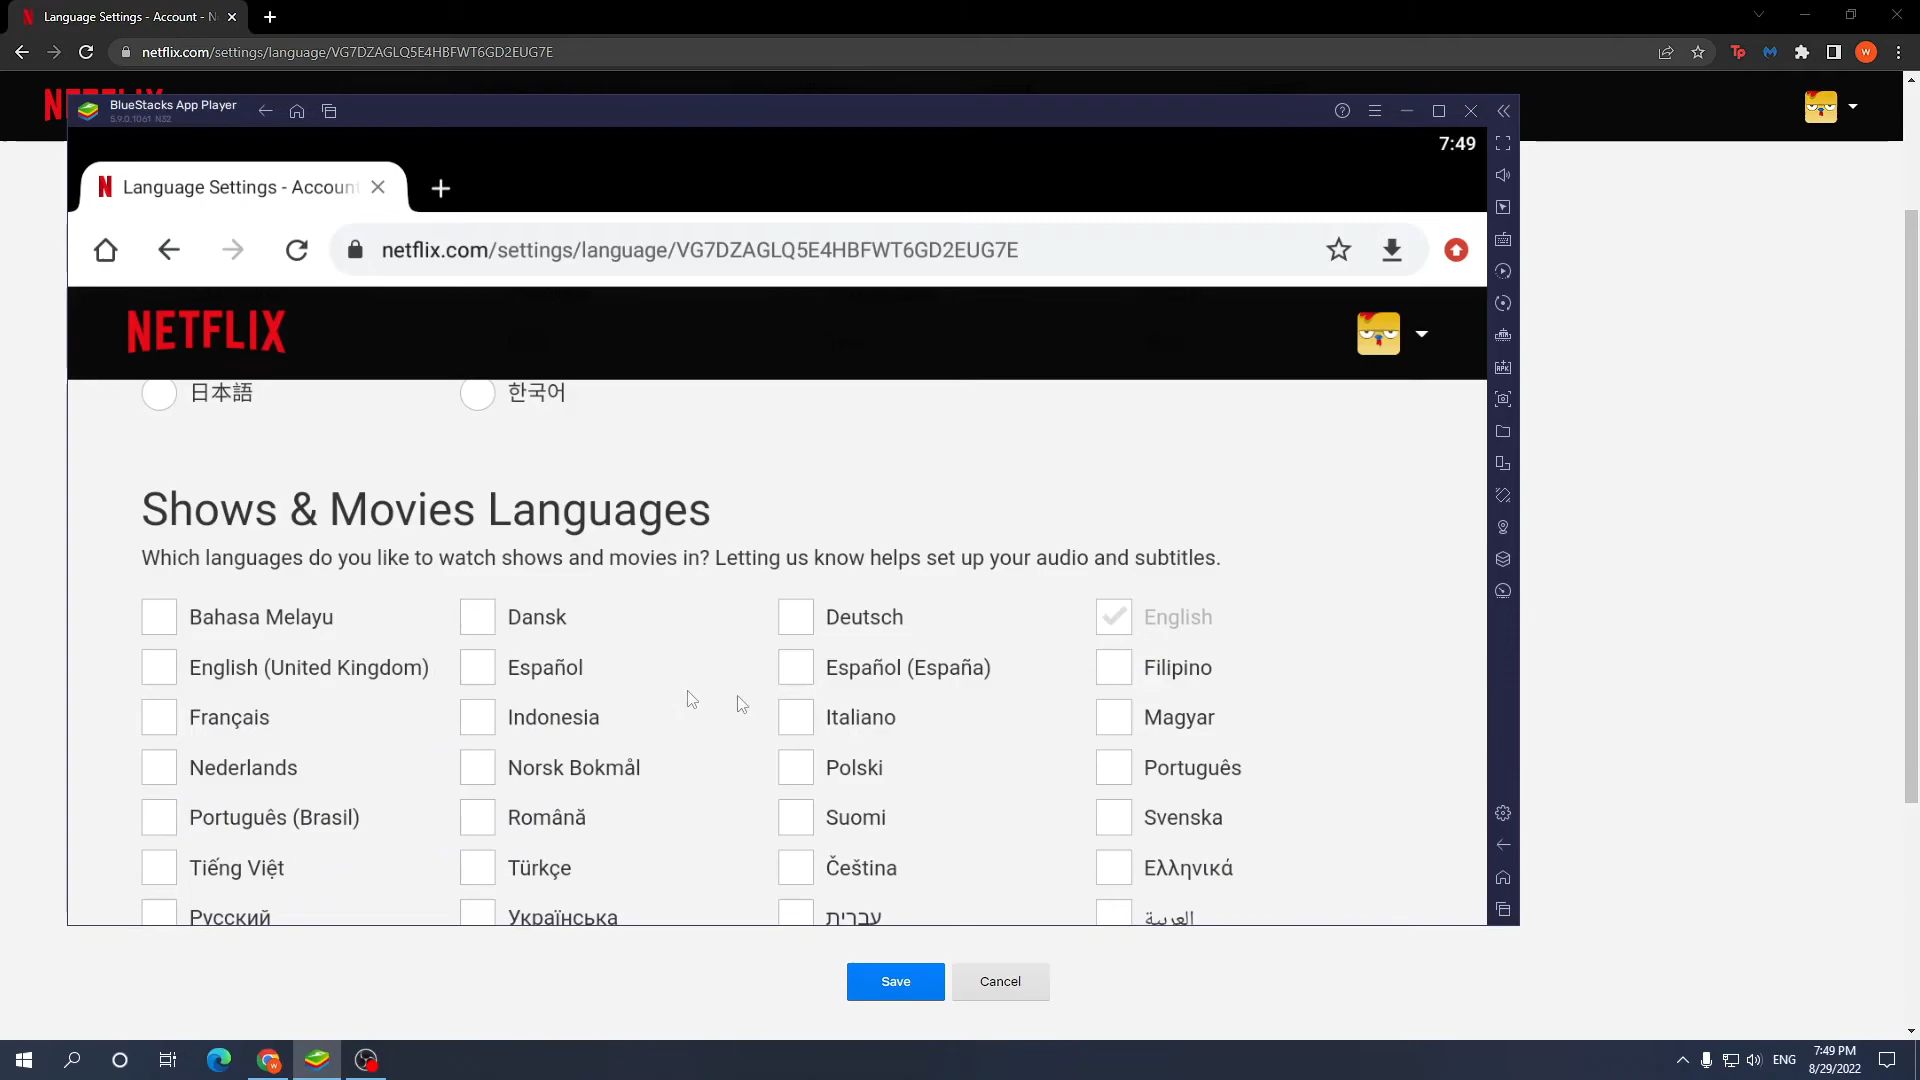 Language Settings - Account - N
netflix.com/settings/language/VG7DZAGLQ5E4HBFWT6GD2EUG7E
BlueStacks App Player
5.9.0.1061 N32
7:49
Language Settings - Accoun
netflix.com/settings/language/VG7DZAGLQ5E4HBFWT6GD2EUG7E
NETFLIX
日本語 한국어
Shows & Movies Languages
Which languages do you like to watch shows and movies in? Letting us know helps set up your audio and subtitles.
Bahasa Melayu Dansk Deutsch English
English (United Kingdom) Español Español (España) Filipino
Français Indonesia Italiano Magyar
Nederlands Norsk Bokmål Polski Português
Português (Brasil) Română Suomi Svenska
Tiếng Việt Türkçe Čeština Ελληνικά
Русский Українська עברית العربية
Save Cancel
ENG
7:49 PM
8/29/2022